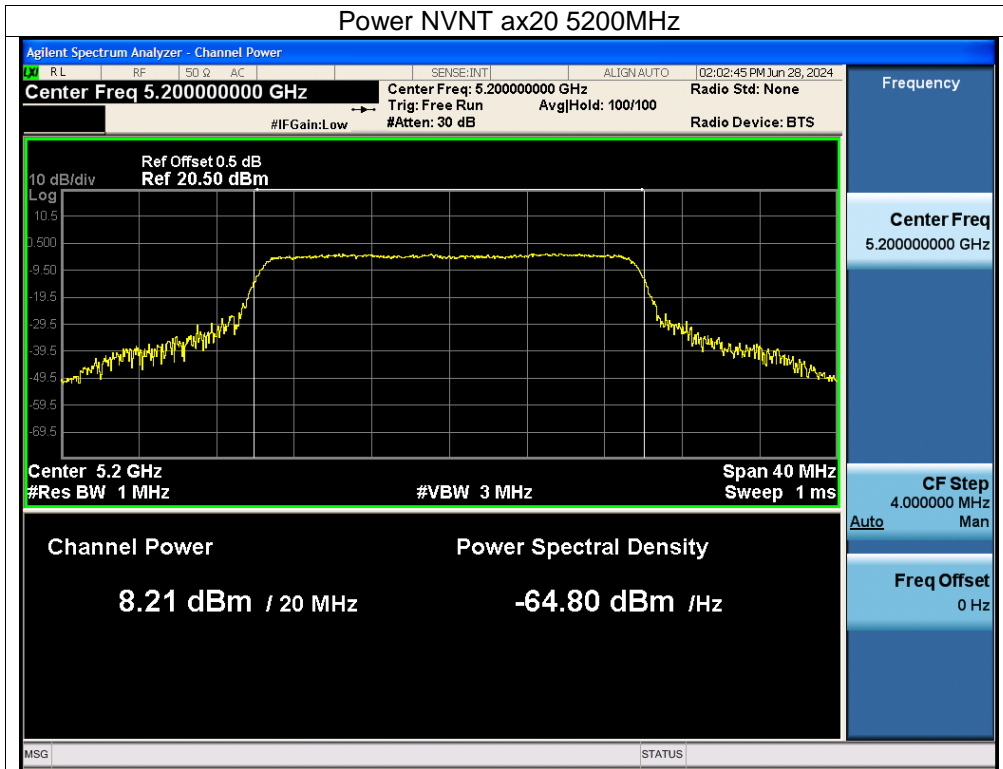 Power NVNT ax20 5200MHz
Agilent Spectrum Analyzer - Channel Power
LXI RL RF 50 Ω AC SENSE:INT ALIGN AUTO 02:02:45 PM Jun 28, 2024
Center Freq 5.200000000 GHz
Center Freq: 5.200000000 GHz
Radio Std: None
Trig: Free Run Avg|Hold: 100/100
#IFGain:Low
#Atten: 30 dB
Radio Device: BTS
Frequency
Ref Offset 0.5 dB
10 dB/div Ref 20.50 dBm
Log
10.5
0.500
-9.50
-19.5
-29.5
-39.5
-49.5
-59.5
-69.5
Center 5.2 GHz Span 40 MHz
#Res BW 1 MHz #VBW 3 MHz Sweep 1 ms
Center Freq
5.200000000 GHz
CF Step
4.000000 MHz
Auto Man
Freq Offset
0 Hz
Channel Power Power Spectral Density
8.21 dBm / 20 MHz -64.80 dBm /Hz
MSG STATUS